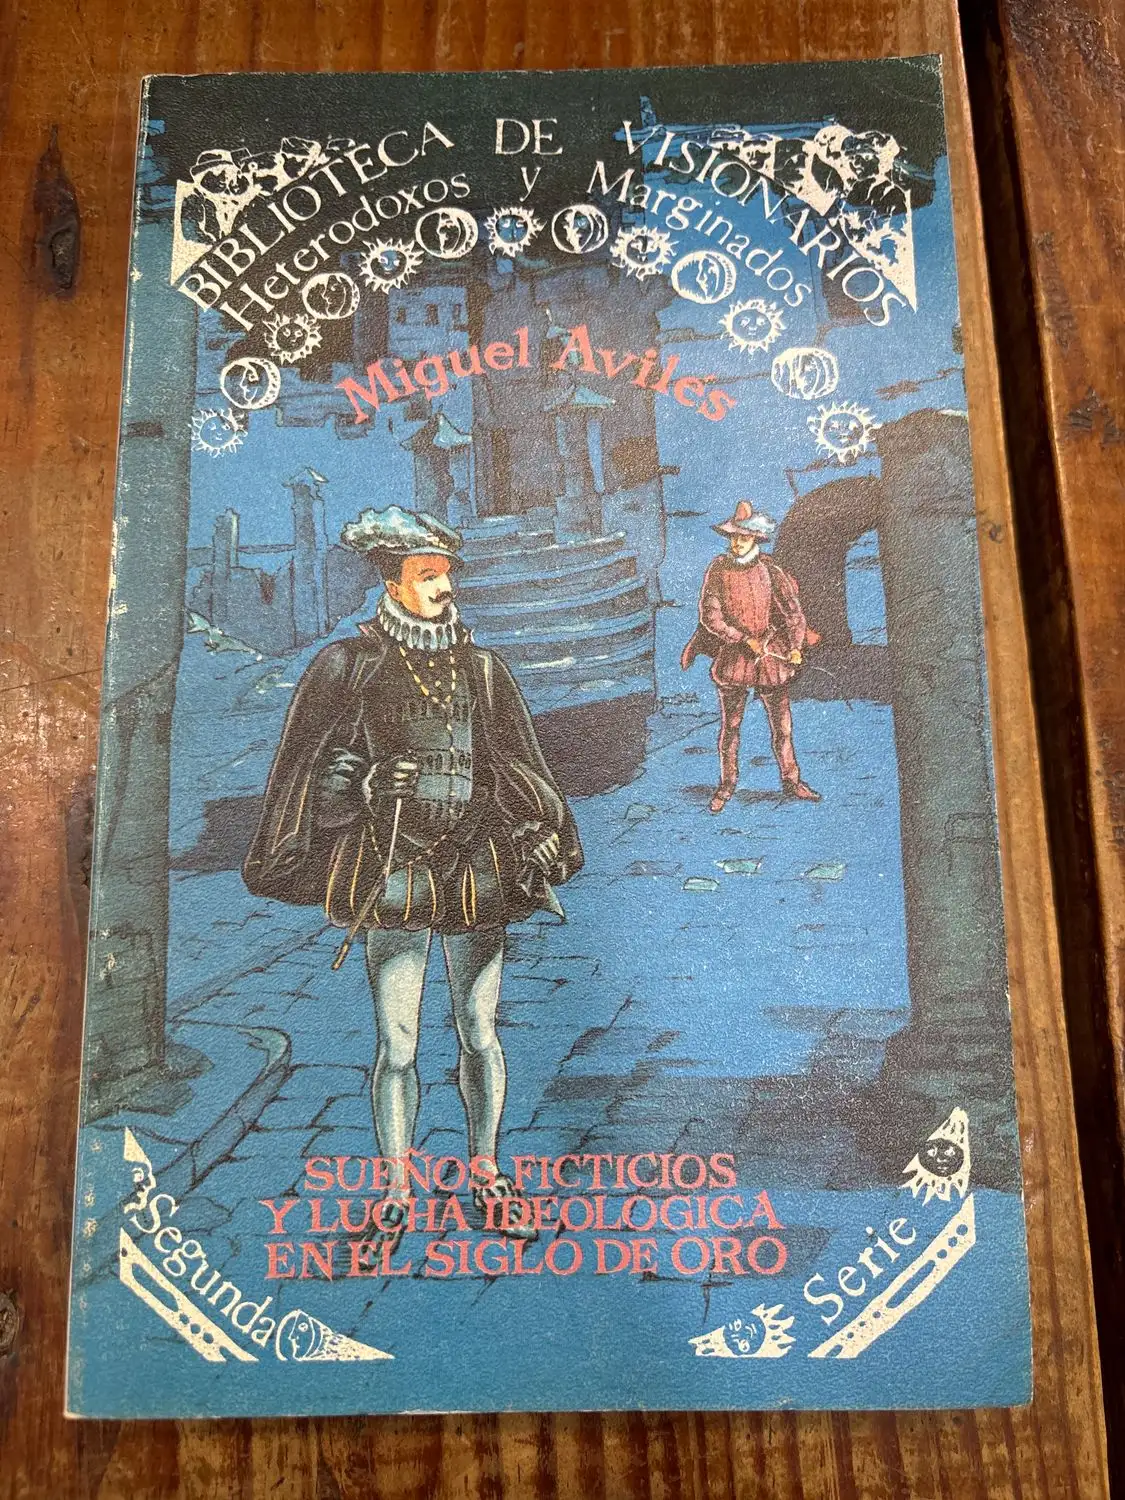 BIBLIOTECA DE VISIONARIOS
Heterodoxos y Marginados
Miguel Avilés
SUEÑOS FICTICIOS
Y LUCHA IDEOLOGICA
EN EL SIGLO DE ORO
Segunda Serie